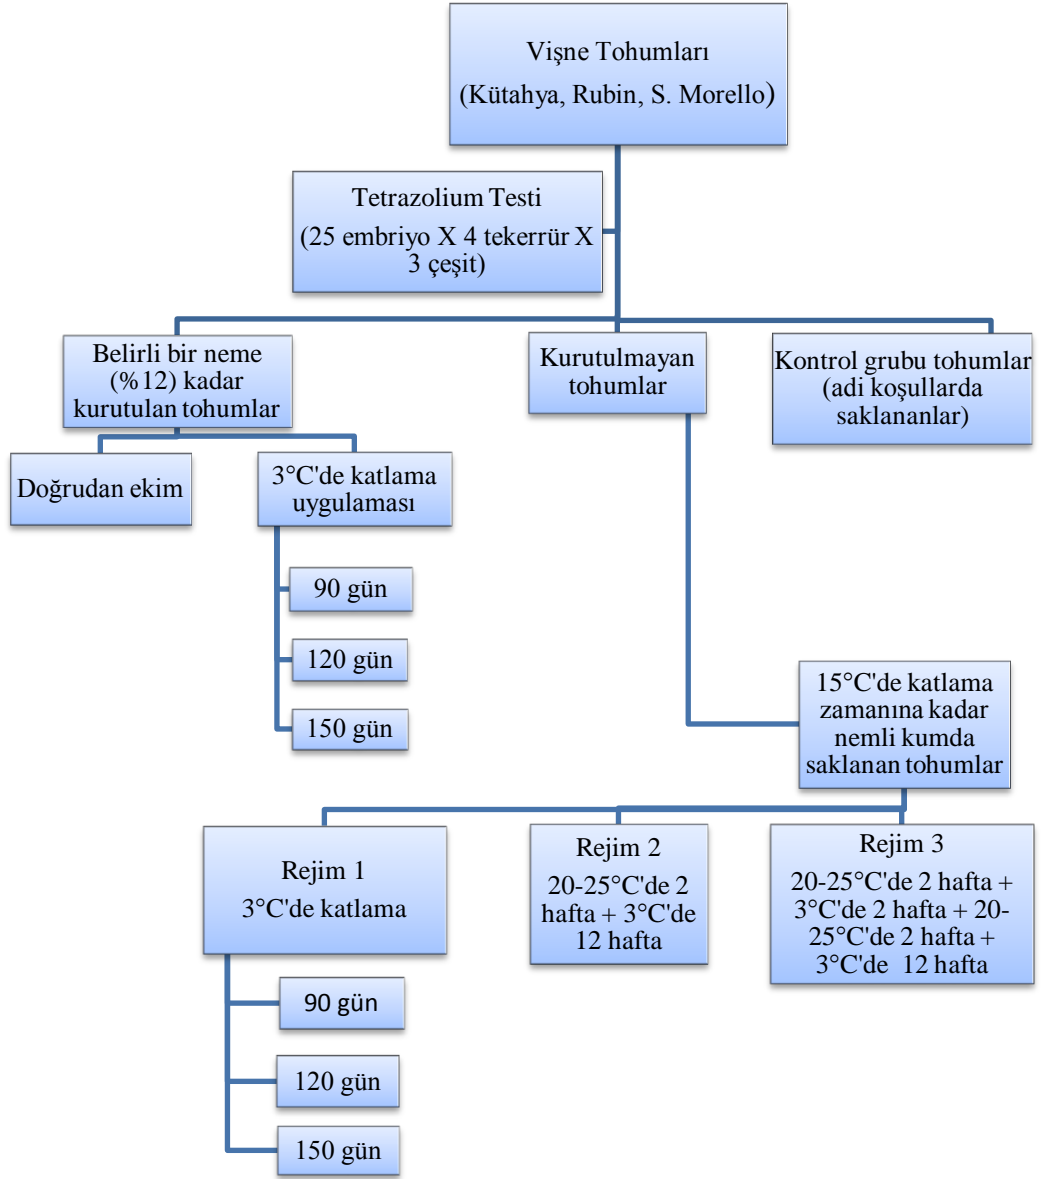 Vişne Tohumları
(Kütahya, Rubin, S. Morello)
Tetrazolium Testi
(25 embriyo X 4 tekerrür X
3 çeşit)
Belirli bir neme
(%12) kadar
kurutulan tohumlar
Kurutulmayan
tohumlar
Kontrol grubu tohumlar
(adi koşullarda
saklananlar)
Doğrudan ekim
3°C'de katlama
uygulaması
90 gün
120 gün
150 gün
15°C'de katlama
zamanına kadar
nemli kumda
saklanan tohumlar
Rejim 1
3°C'de katlama
Rejim 2
20-25°C'de 2
hafta + 3°C'de
12 hafta
Rejim 3
20-25°C'de 2 hafta +
3°C'de 2 hafta + 20-
25°C'de 2 hafta +
3°C'de 12 hafta
90 gün
120 gün
150 gün